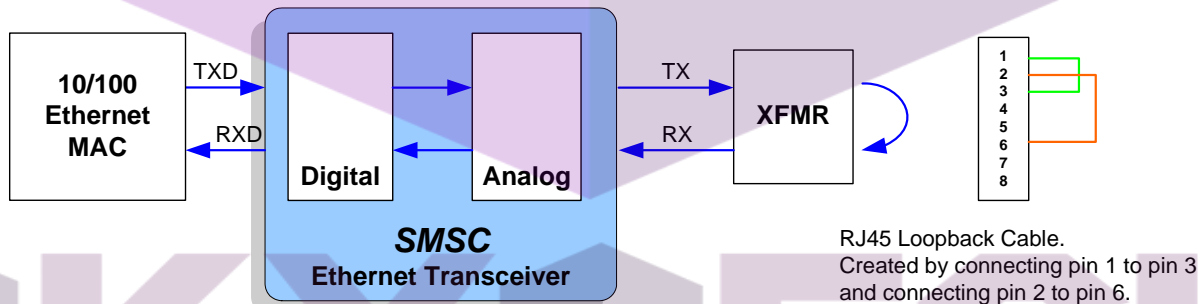 10/100
Ethernet
MAC
TXD
RXD
Digital
Analog
SMSC
Ethernet Transceiver
TX
RX
XFMR
1
2
3
4
5
6
7
8
RJ45 Loopback Cable.
Created by connecting pin 1 to pin 3
and connecting pin 2 to pin 6.